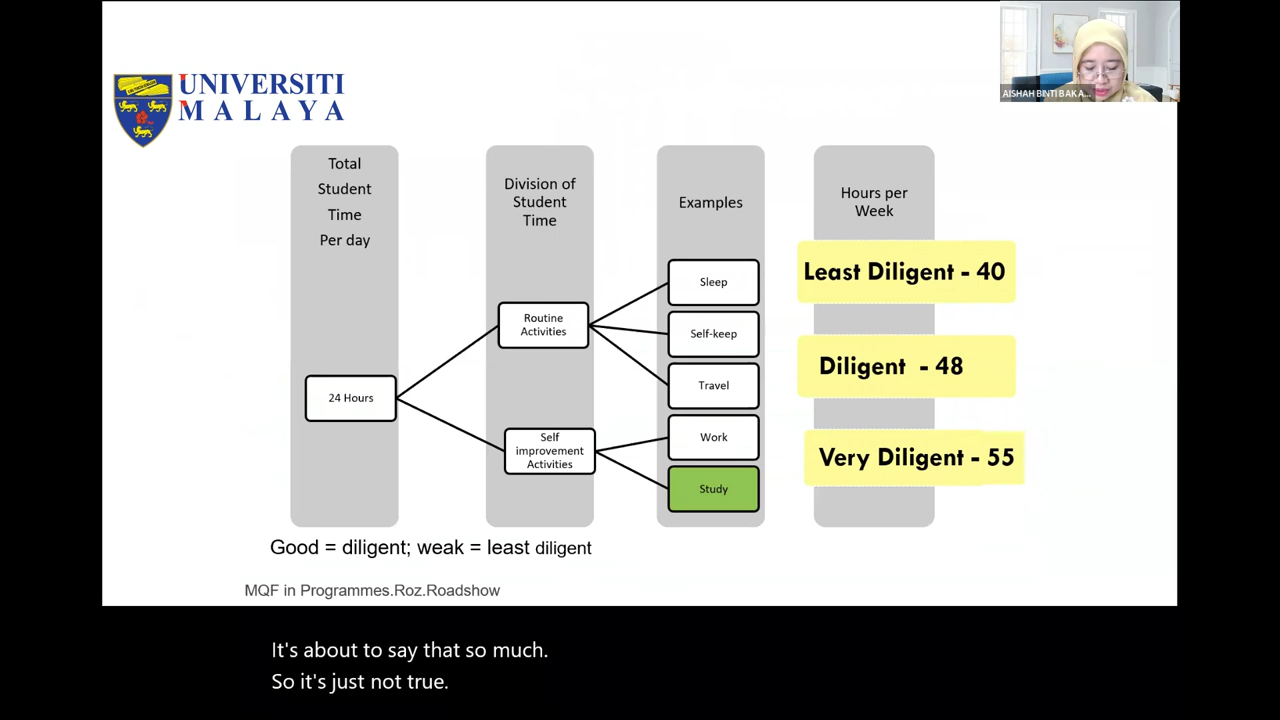 UNIVERSITI
MALAYA
AISHAH BINTI BAKA...
Total
Student
Time
Per day
Division of
Student
Time
Examples
Hours per
Week
24 Hours
Routine
Activities
Self
improvement
Activities
Sleep
Self-keep
Travel
Work
Study
Least Diligent - 40
Diligent - 48
Very Diligent - 55
Good = diligent; weak = least diligent
MQF in Programmes.Roz.Roadshow
It's about to say that so much.
So it's just not true.